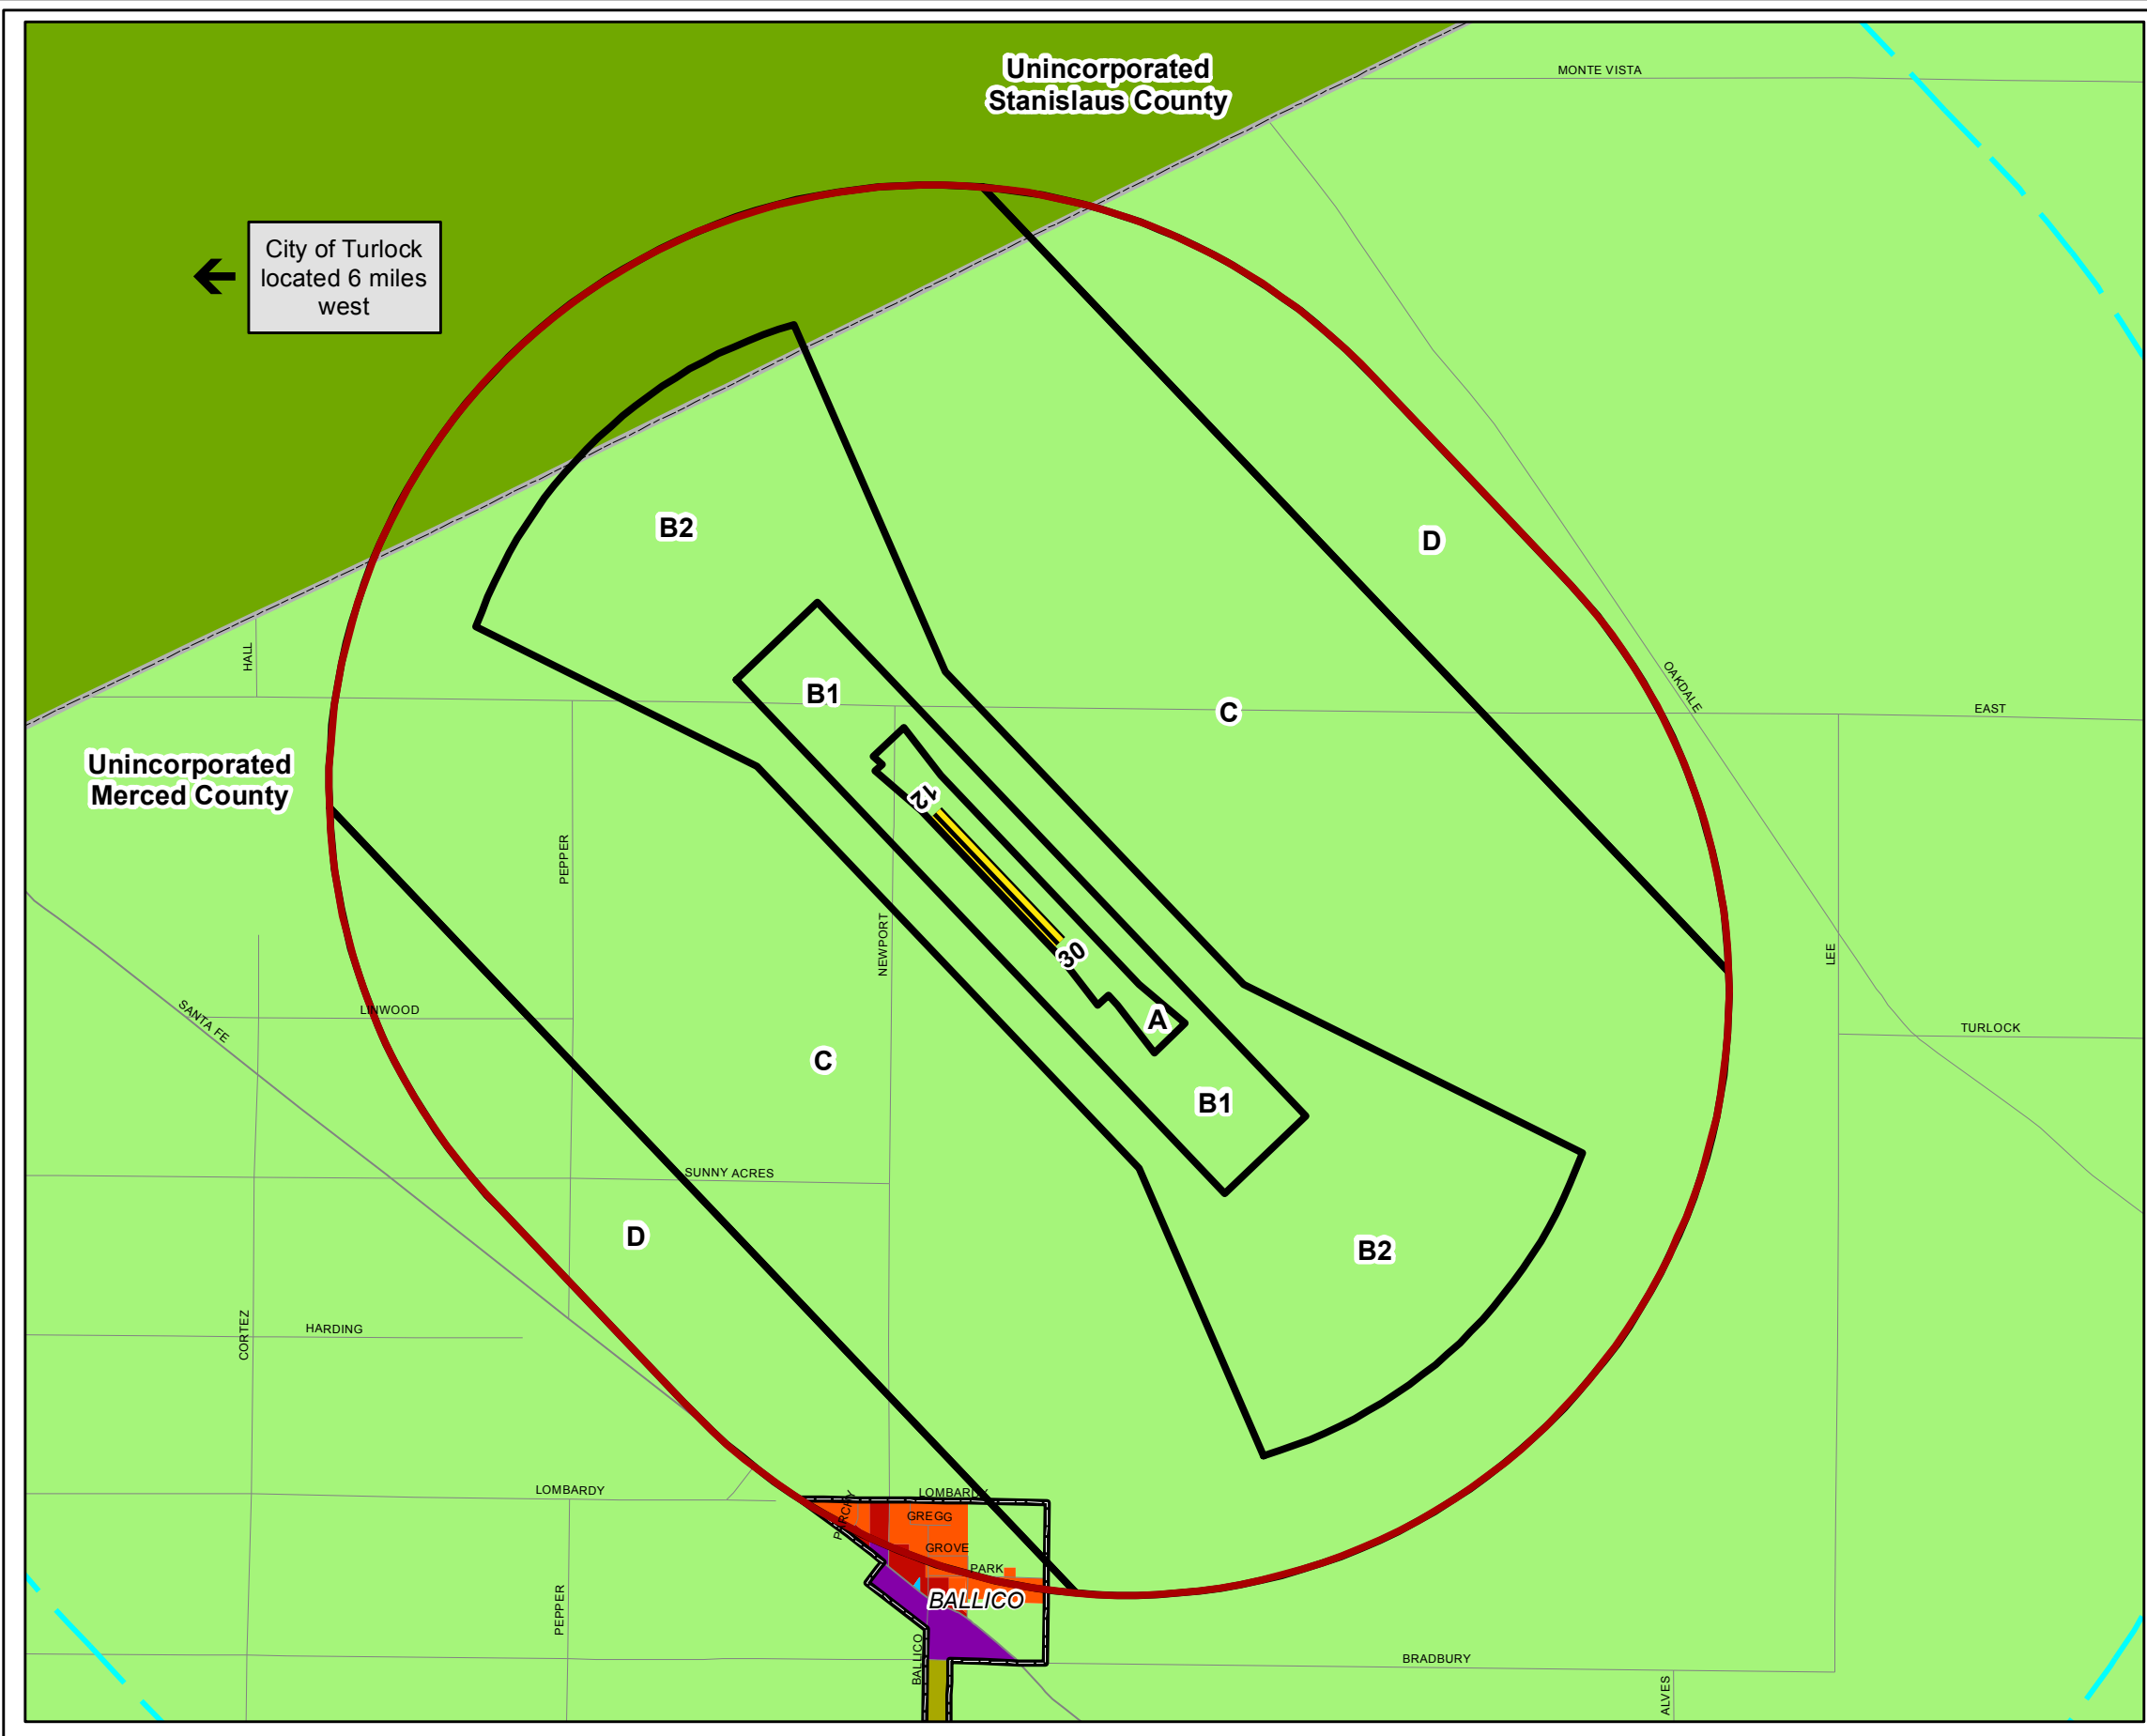 Unincorporated
Stanislaus County
MONTE VISTA
City of Turlock
located 6 miles
west
B2
D
HALL
B1
C
OAKDALE
EAST
Unincorporated
Merced County
12
PEPPER
NEWPORT
30
LEE
A
LINWOOD
SANTA FE
TURLOCK
C
B1
SUNNY ACRES
D
B2
HARDING
CORTEZ
LOMBARDY
LOMBARDY
GREGG
GROVE
PARK
BALLICO
PEPPER
BALLICO
BRADBURY
ALVES